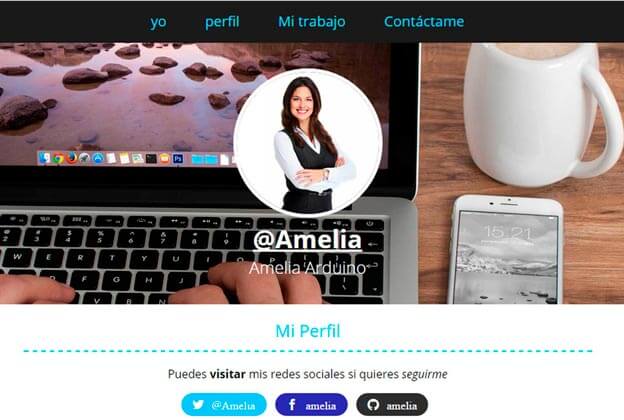 yo perfil Mi trabajo Contáctame
15:21
@Amelia
Amelia Arduino
Mi Perfil
Puedes visitar mis redes sociales si quieres seguirme
@Amelia amelia amelia